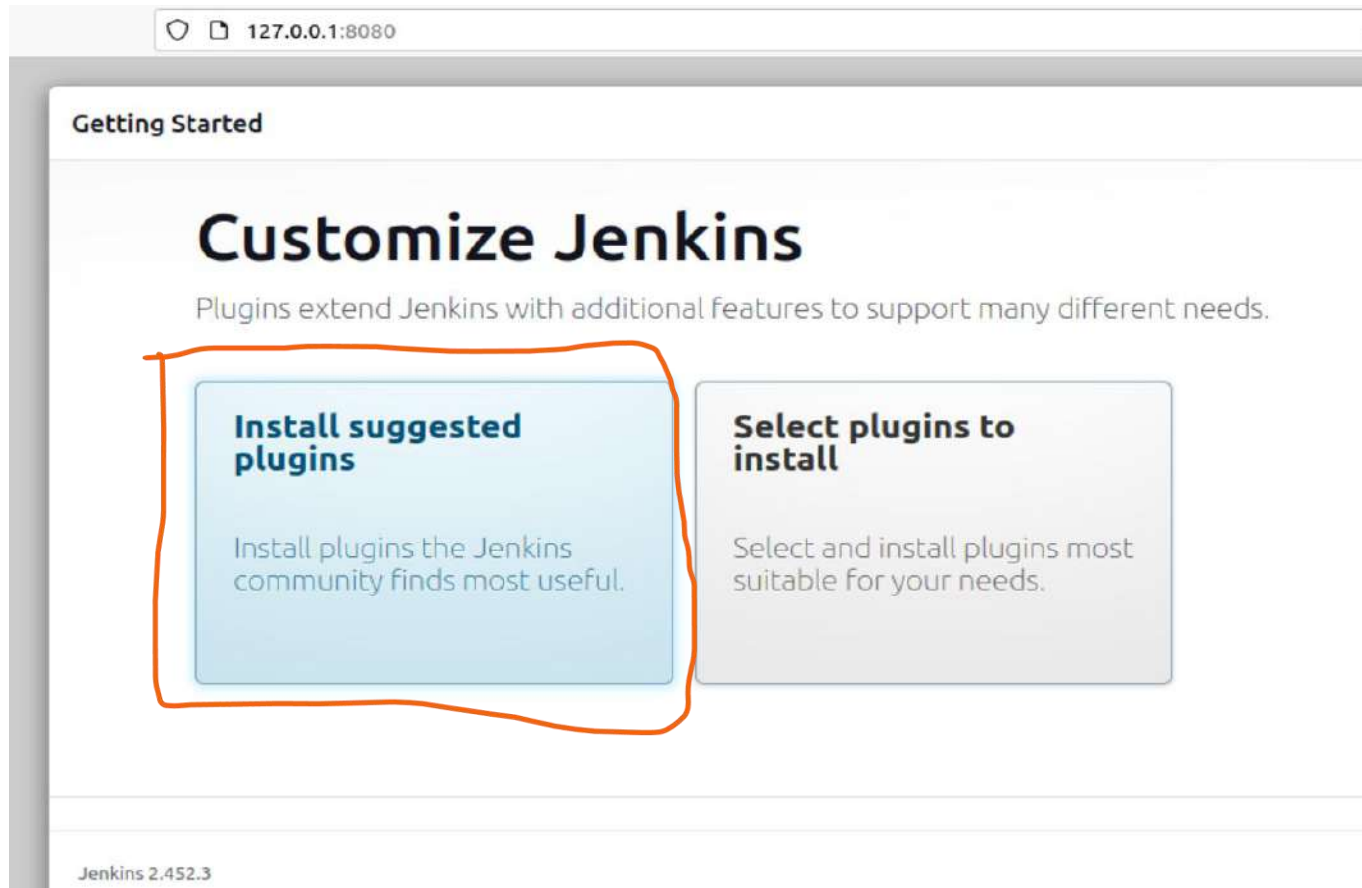 127.0.0.1:8080
Getting Started
Customize Jenkins
Plugins extend Jenkins with additional features to support many different needs.
Install suggested
plugins
Install plugins the Jenkins
community finds most useful.
Select plugins to
install
Select and install plugins most
suitable for your needs.
Jenkins 2.452.3